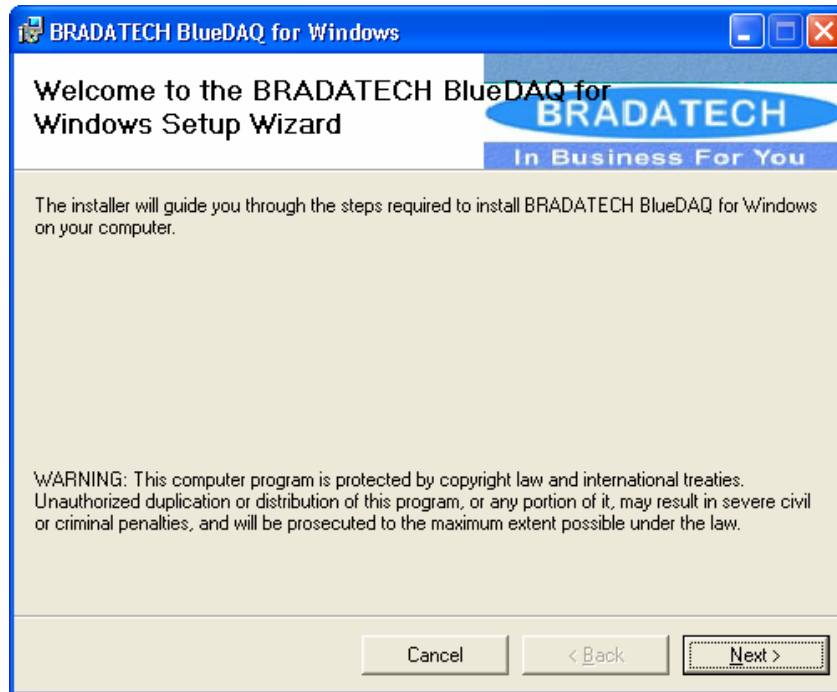 BRADATECH BlueDAQ for Windows
Welcome to the BRADATECH BlueDAQ for
Windows Setup Wizard
BRADATECH
In Business For You
The installer will guide you through the steps required to install BRADATECH BlueDAQ for Windows
on your computer.
WARNING: This computer program is protected by copyright law and international treaties.
Unauthorized duplication or distribution of this program, or any portion of it, may result in severe civil
or criminal penalties, and will be prosecuted to the maximum extent possible under the law.
Cancel
< Back
Next >